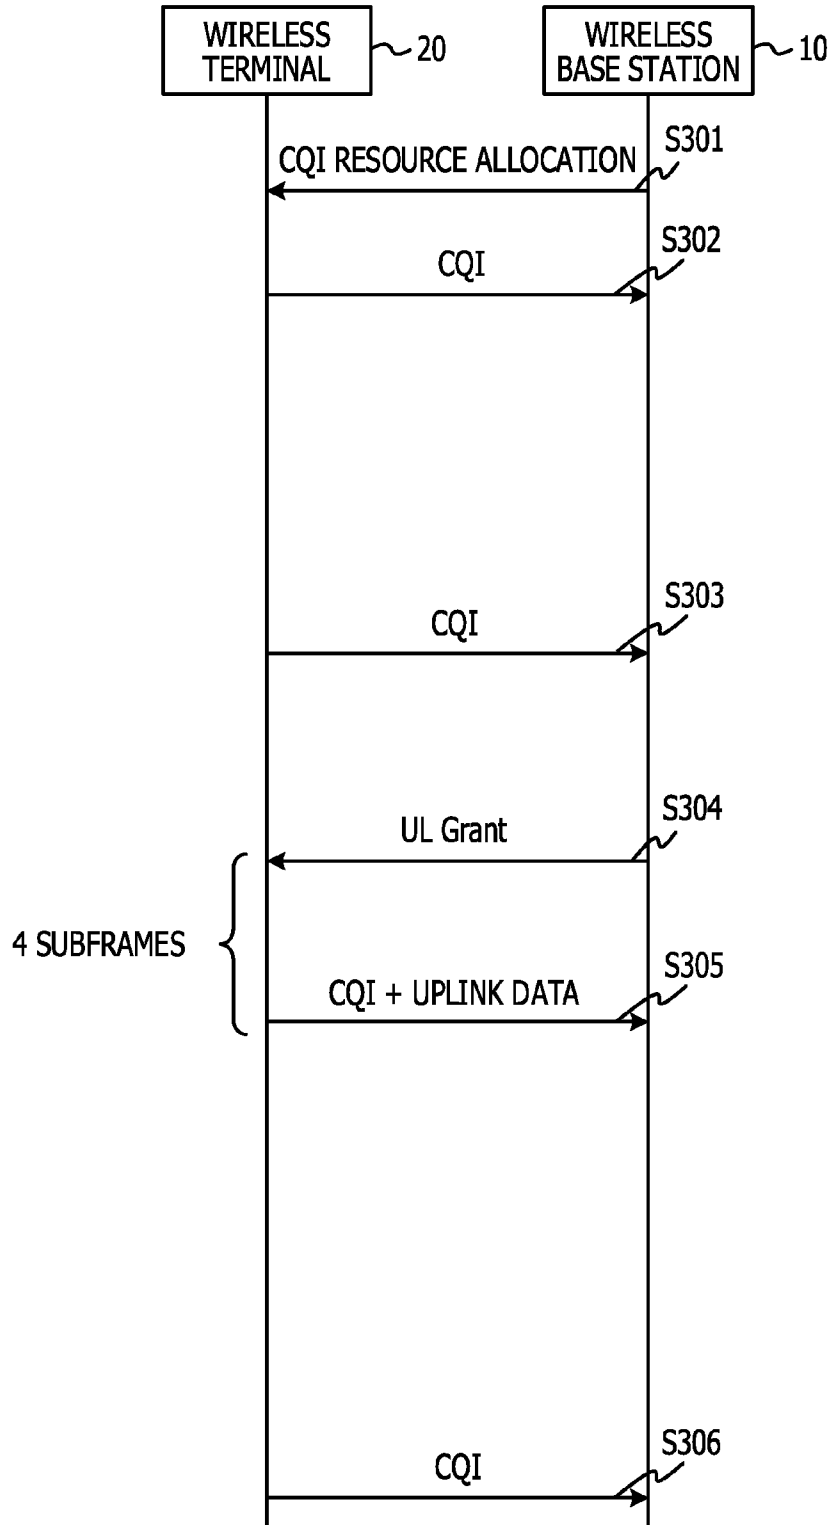 WIRELESS
TERMINAL
20
WIRELESS
BASE STATION
10
S301
CQI RESOURCE ALLOCATION
S302
CQI
S303
CQI
S304
UL Grant
4 SUBFRAMES
S305
CQI + UPLINK DATA
S306
CQI